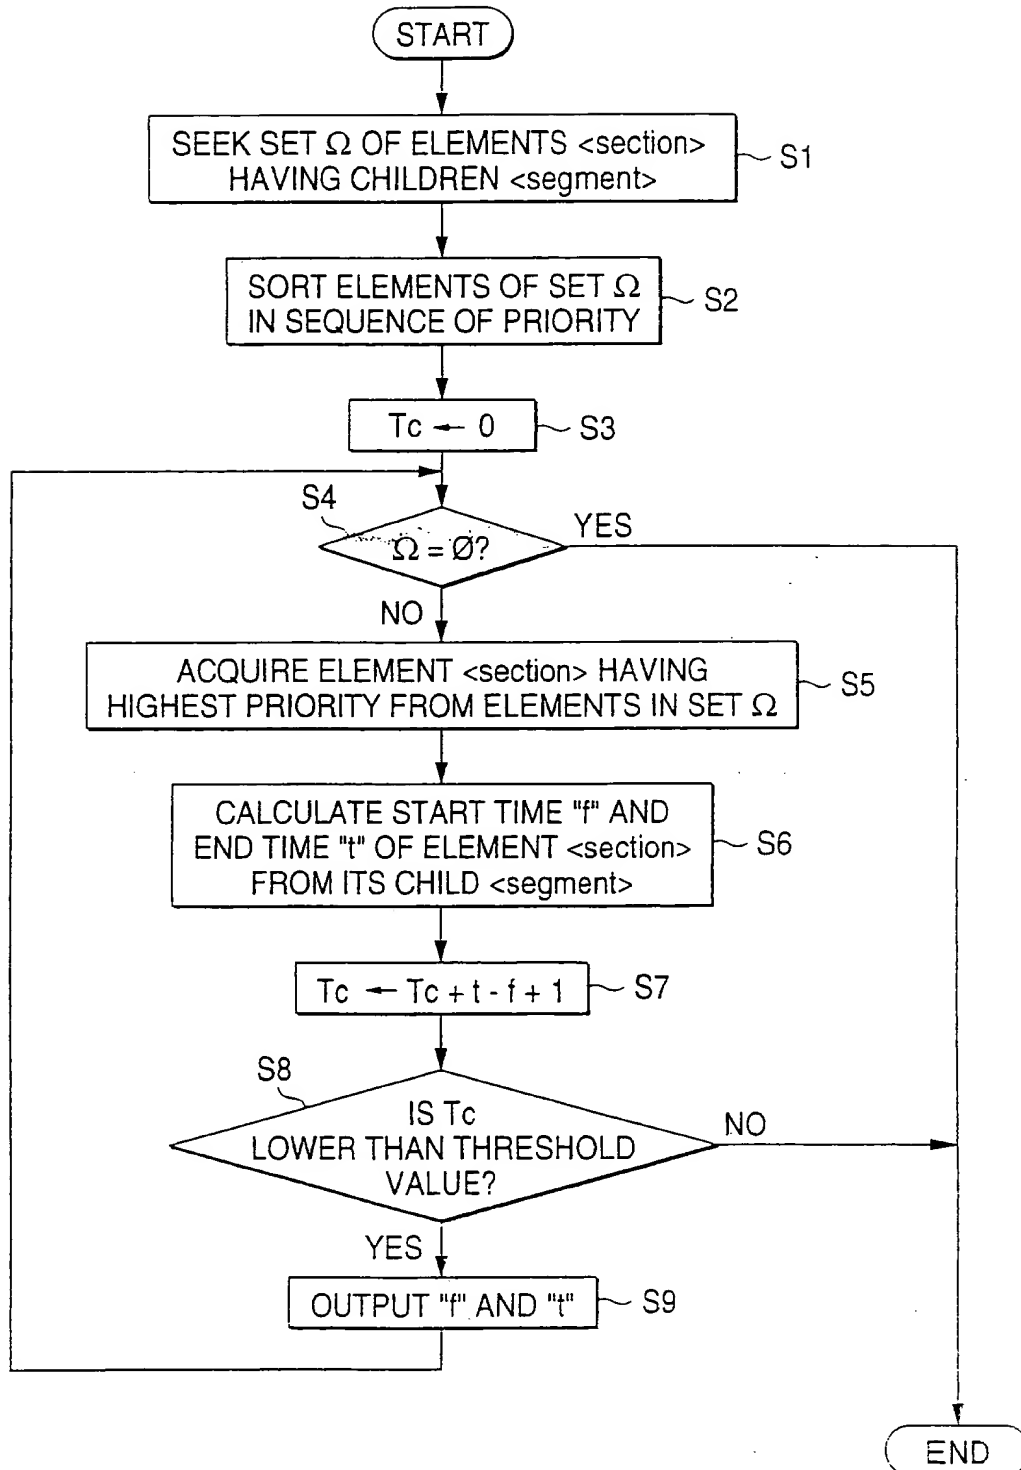 START
SEEK SET Ω OF ELEMENTS <section>
HAVING CHILDREN <segment>
S1
SORT ELEMENTS OF SET Ω
IN SEQUENCE OF PRIORITY
S2
Tc ← 0
S3
S4
Ω = Ø?
YES
NO
ACQUIRE ELEMENT <section> HAVING
HIGHEST PRIORITY FROM ELEMENTS IN SET Ω
S5
CALCULATE START TIME "f" AND
END TIME "t" OF ELEMENT <section>
FROM ITS CHILD <segment>
S6
Tc ← Tc + t - f + 1
S7
S8
IS Tc
LOWER THAN THRESHOLD
VALUE?
NO
YES
OUTPUT "f" AND "t"
S9
END